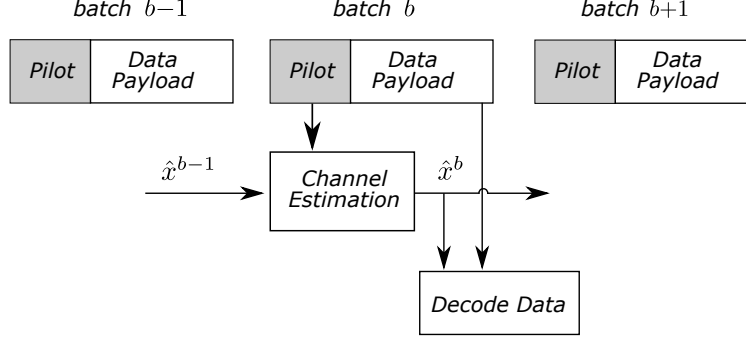 batch b−1
batch b
batch b+1
Pilot
Data
Payload
Pilot
Data
Payload
Pilot
Data
Payload
x̂ᵇ⁻¹
Channel
Estimation
x̂ᵇ
Decode Data